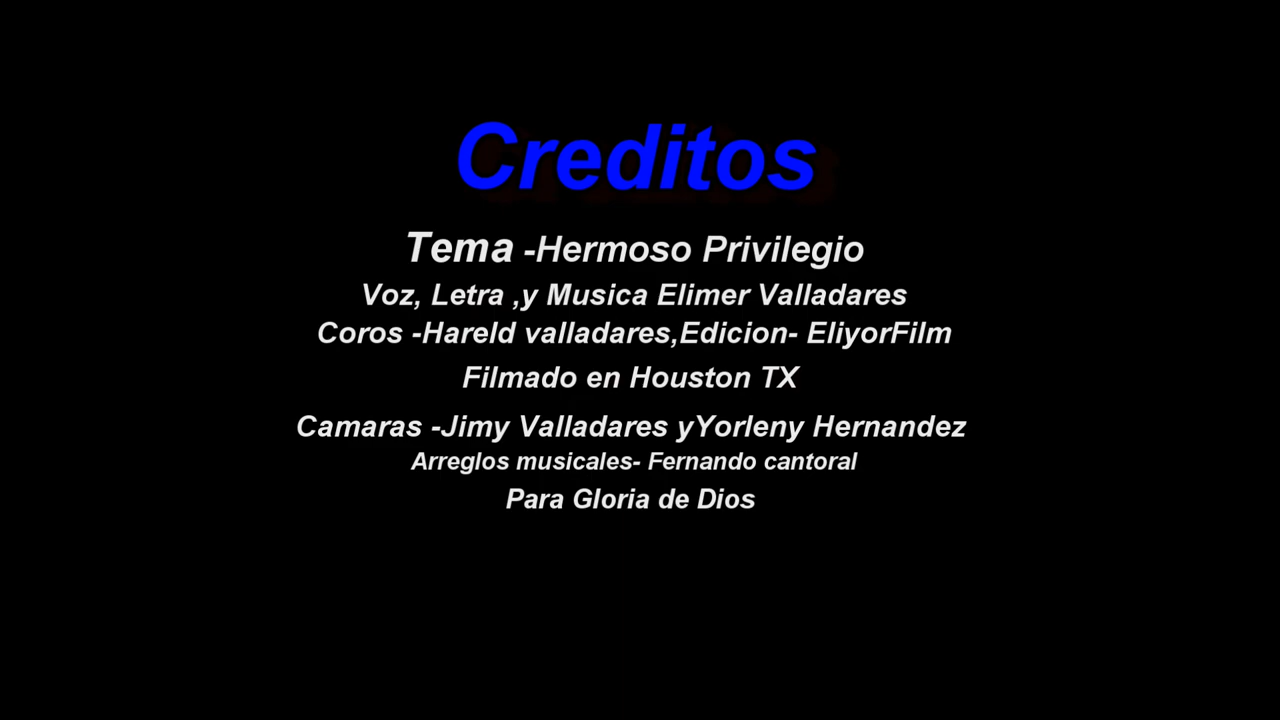 Creditos
Tema -Hermoso Privilegio
Voz, Letra ,y Musica Elimer Valladares
Coros -Hareld valladares,Edicion- EliyorFilm
Filmado en Houston TX
Camaras -Jimy Valladares yYorleny Hernandez
Arreglos musicales- Fernando cantoral
Para Gloria de Dios